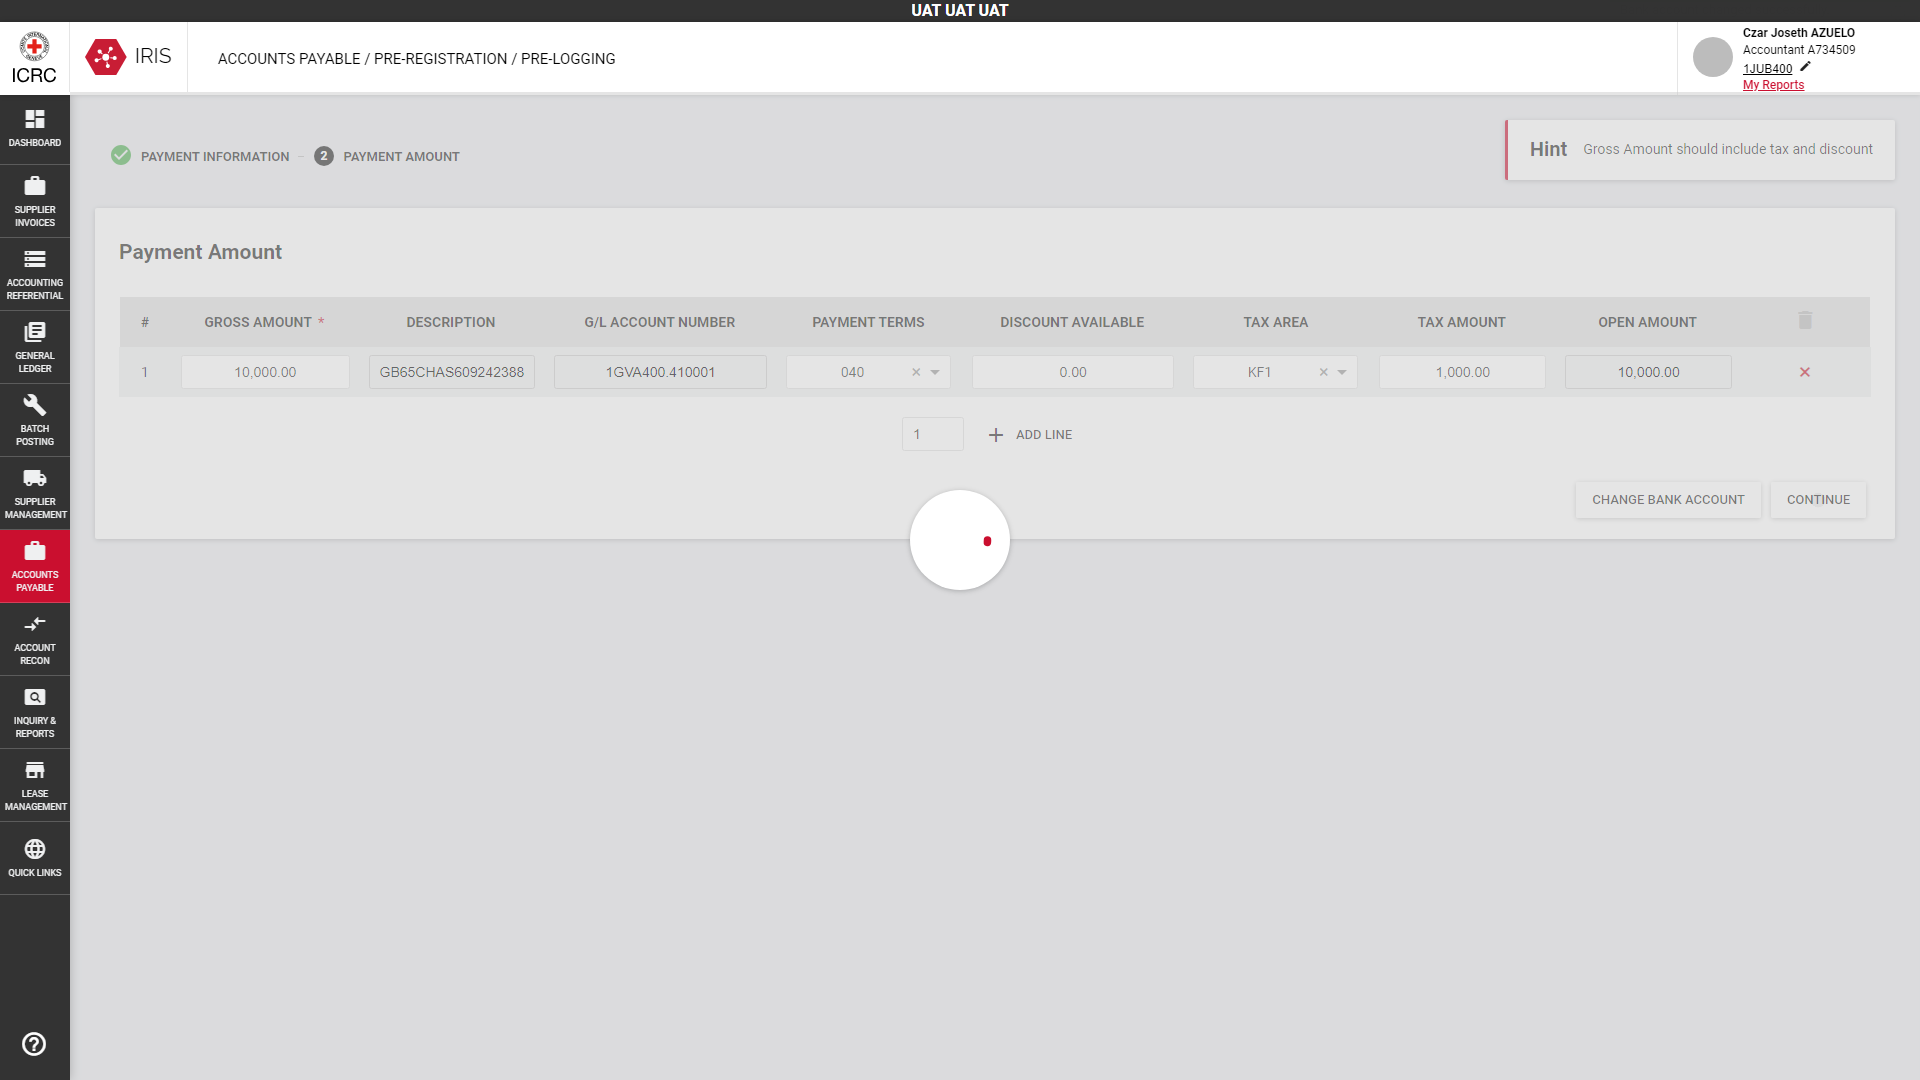 UAT UAT UAT
ICRC
IRIS
ACCOUNTS PAYABLE / PRE-REGISTRATION / PRE-LOGGING
Czar Joseth AZUELO
Accountant A734509
1JUB400
My Reports
DASHBOARD
SUPPLIER
INVOICES
ACCOUNTING
REFERENTIAL
GENERAL
LEDGER
BATCH
POSTING
SUPPLIER
MANAGEMENT
ACCOUNTS
PAYABLE
ACCOUNT
RECON
INQUIRY &
REPORTS
LEASE
MANAGEMENT
QUICK LINKS
PAYMENT INFORMATION
2 PAYMENT AMOUNT
Hint Gross Amount should include tax and discount
Payment Amount
# GROSS AMOUNT * DESCRIPTION G/L ACCOUNT NUMBER PAYMENT TERMS DISCOUNT AVAILABLE TAX AREA TAX AMOUNT OPEN AMOUNT
1 10,000.00 GB65CHAS609242388 1GVA400.410001 040 0.00 KF1 1,000.00 10,000.00
1 ADD LINE
CHANGE BANK ACCOUNT CONTINUE